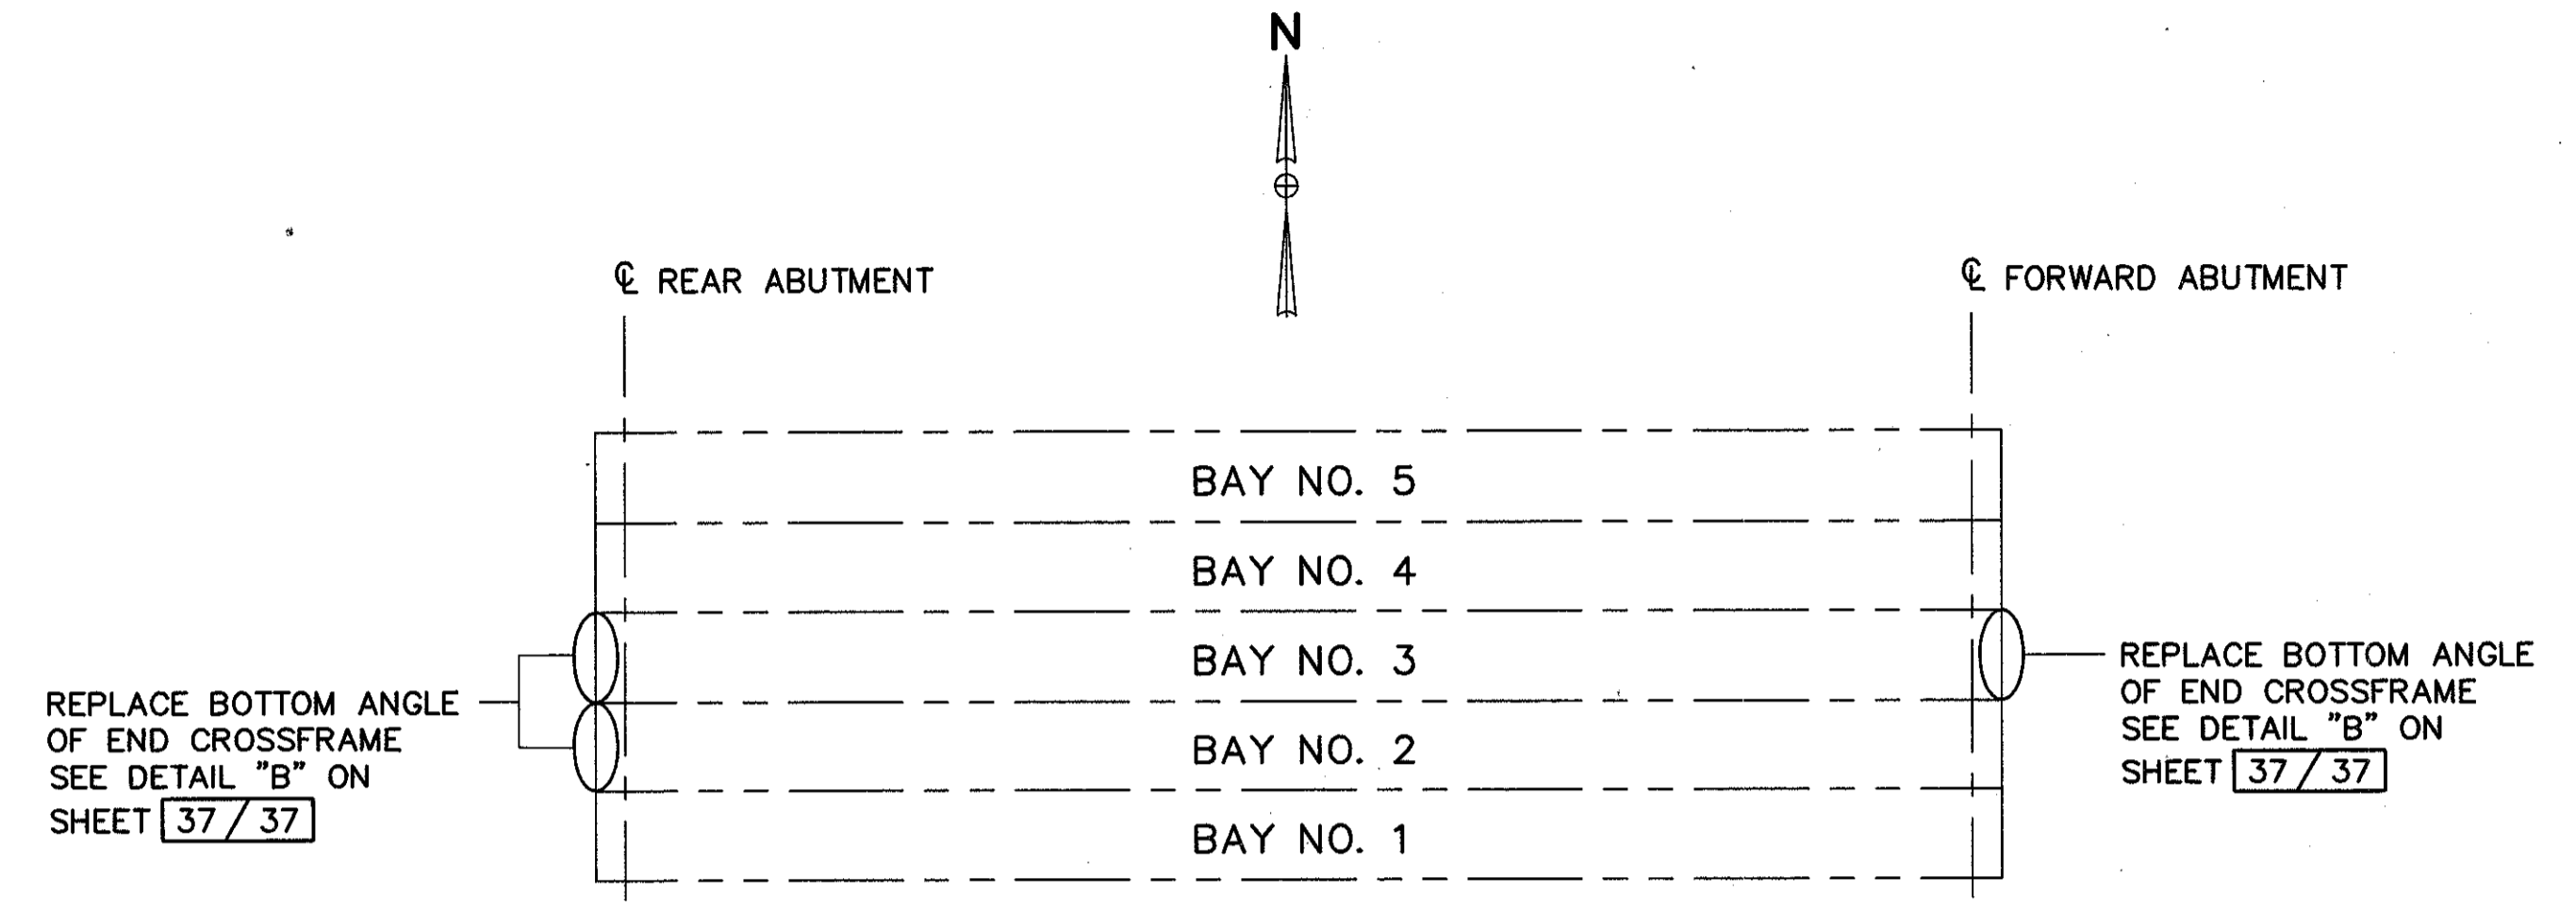 N
℄ REAR ABUTMENT
℄ FORWARD ABUTMENT
BAY NO. 5
BAY NO. 4
BAY NO. 3
BAY NO. 2
BAY NO. 1
REPLACE BOTTOM ANGLE
OF END CROSSFRAME
SEE DETAIL "B" ON
SHEET 37 / 37
REPLACE BOTTOM ANGLE
OF END CROSSFRAME
SEE DETAIL "B" ON
SHEET 37 / 37